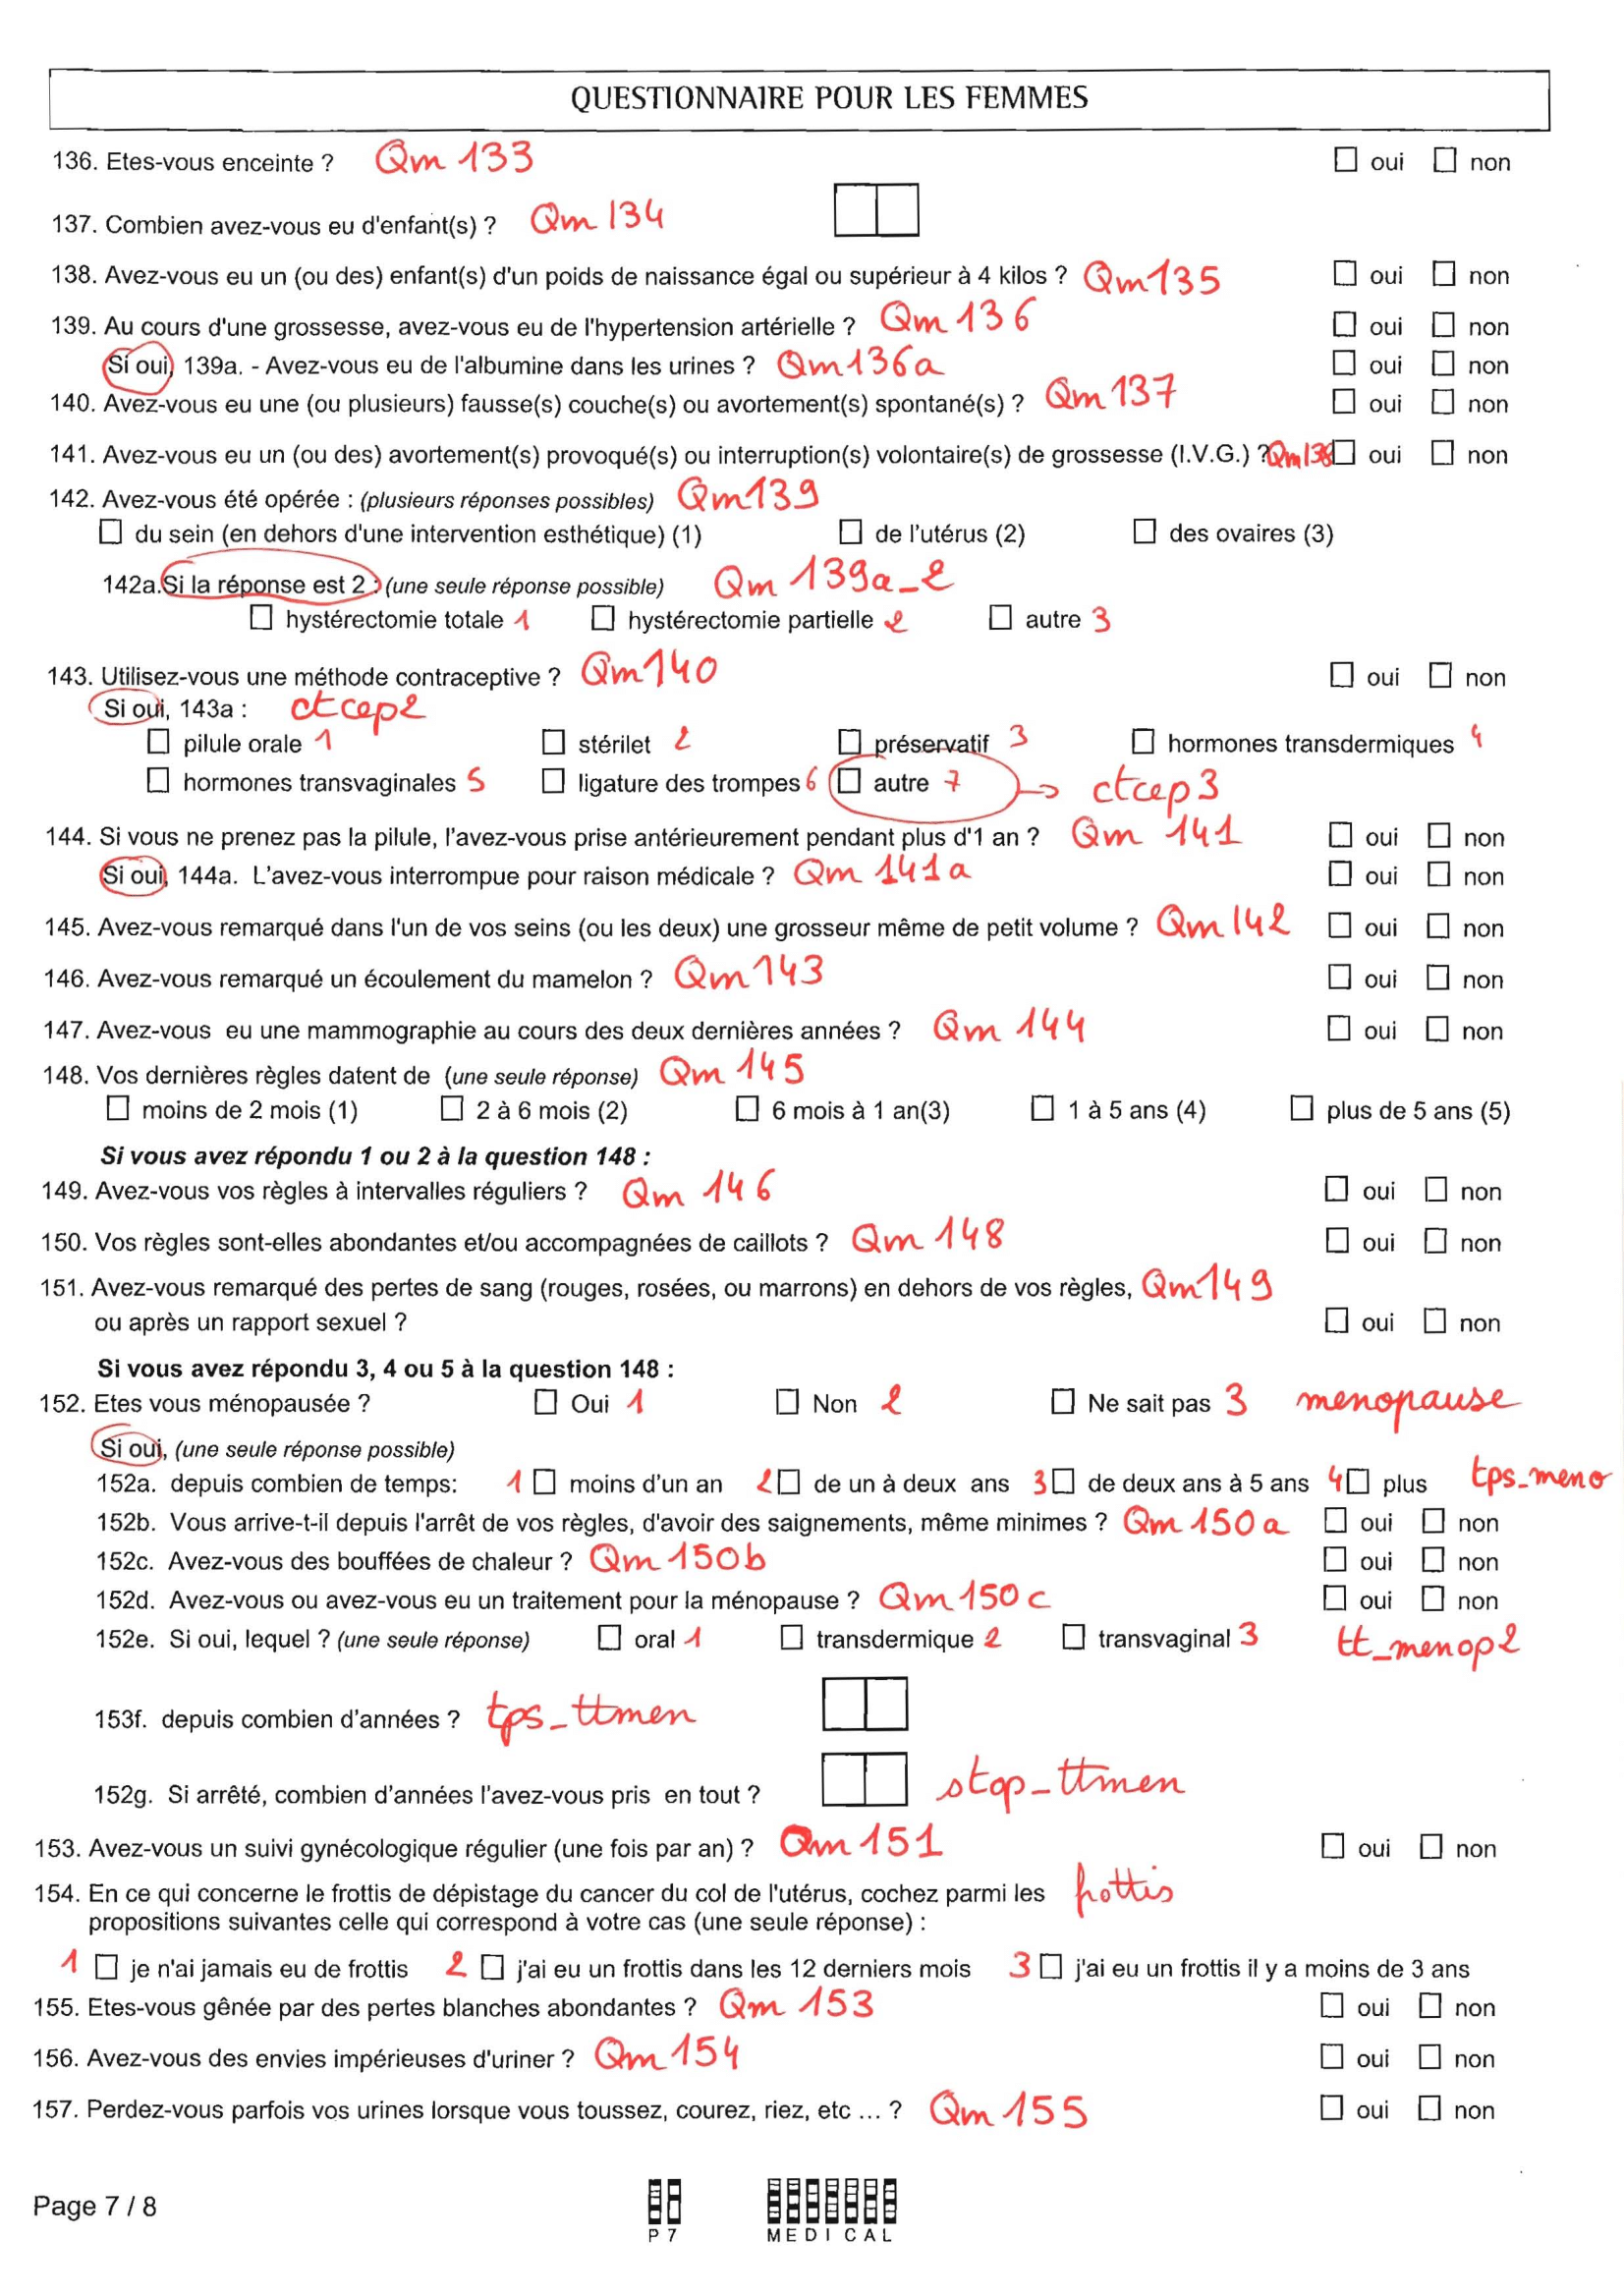 QUESTIONNAIRE POUR LES FEMMES
136. Etes-vous enceinte ? Qm 133 oui non
137. Combien avez-vous eu d'enfant(s) ? Qm 134
138. Avez-vous eu un (ou des) enfant(s) d'un poids de naissance égal ou supérieur à 4 kilos ? Qm135 oui non
139. Au cours d'une grossesse, avez-vous eu de l'hypertension artérielle ? Qm 136 oui non
Si oui, 139a. - Avez-vous eu de l'albumine dans les urines ? Qm136a oui non
140. Avez-vous eu une (ou plusieurs) fausse(s) couche(s) ou avortement(s) spontané(s) ? Qm 137 oui non
141. Avez-vous eu un (ou des) avortement(s) provoqué(s) ou interruption(s) volontaire(s) de grossesse (I.V.G.) ? Qm138 oui non
142. Avez-vous été opérée : (plusieurs réponses possibles) Qm139
du sein (en dehors d'une intervention esthétique) (1) de l'utérus (2) des ovaires (3)
142a. Si la réponse est 2 : (une seule réponse possible) Qm 139a_2
hystérectomie totale 1 hystérectomie partielle 2 autre 3
143. Utilisez-vous une méthode contraceptive ? Qm140 oui non
Si oui, 143a : ctcep2
pilule orale 1 stérilet 2 préservatif 3 hormones transdermiques 4
hormones transvaginales 5 ligature des trompes 6 autre 7 → ctcep3
144. Si vous ne prenez pas la pilule, l'avez-vous prise antérieurement pendant plus d'1 an ? Qm 141 oui non
Si oui, 144a. L'avez-vous interrompue pour raison médicale ? Qm 141a oui non
145. Avez-vous remarqué dans l'un de vos seins (ou les deux) une grosseur même de petit volume ? Qm 142 oui non
146. Avez-vous remarqué un écoulement du mamelon ? Qm 143 oui non
147. Avez-vous eu une mammographie au cours des deux dernières années ? Qm 144 oui non
148. Vos dernières règles datent de (une seule réponse) Qm 145
moins de 2 mois (1) 2 à 6 mois (2) 6 mois à 1 an(3) 1 à 5 ans (4) plus de 5 ans (5)
Si vous avez répondu 1 ou 2 à la question 148 :
149. Avez-vous vos règles à intervalles réguliers ? Qm 146 oui non
150. Vos règles sont-elles abondantes et/ou accompagnées de caillots ? Qm 148 oui non
151. Avez-vous remarqué des pertes de sang (rouges, rosées, ou marrons) en dehors de vos règles, Qm149
ou après un rapport sexuel ? oui non
Si vous avez répondu 3, 4 ou 5 à la question 148 :
152. Etes vous ménopausée ? Oui 1 Non 2 Ne sait pas 3 menopause
Si oui, (une seule réponse possible)
152a. depuis combien de temps: 1 moins d'un an 2 de un à deux ans 3 de deux ans à 5 ans 4 plus tps_meno
152b. Vous arrive-t-il depuis l'arrêt de vos règles, d'avoir des saignements, même minimes ? Qm 150a oui non
152c. Avez-vous des bouffées de chaleur ? Qm 150b oui non
152d. Avez-vous ou avez-vous eu un traitement pour la ménopause ? Qm150c oui non
152e. Si oui, lequel ? (une seule réponse) oral 1 transdermique 2 transvaginal 3 tt_menop2
153f. depuis combien d'années ? tps_ttmen
152g. Si arrêté, combien d'années l'avez-vous pris en tout ? stop_ttmen
153. Avez-vous un suivi gynécologique régulier (une fois par an) ? Qm 151 oui non
154. En ce qui concerne le frottis de dépistage du cancer du col de l'utérus, cochez parmi les frottis
propositions suivantes celle qui correspond à votre cas (une seule réponse) :
1 je n'ai jamais eu de frottis 2 j'ai eu un frottis dans les 12 derniers mois 3 j'ai eu un frottis il y a moins de 3 ans
155. Etes-vous gênée par des pertes blanches abondantes ? Qm 153 oui non
156. Avez-vous des envies impérieuses d'uriner ? Qm 154 oui non
157. Perdez-vous parfois vos urines lorsque vous toussez, courez, riez, etc ... ? Qm 155 oui non
Page 7 / 8 P 7 MEDICAL